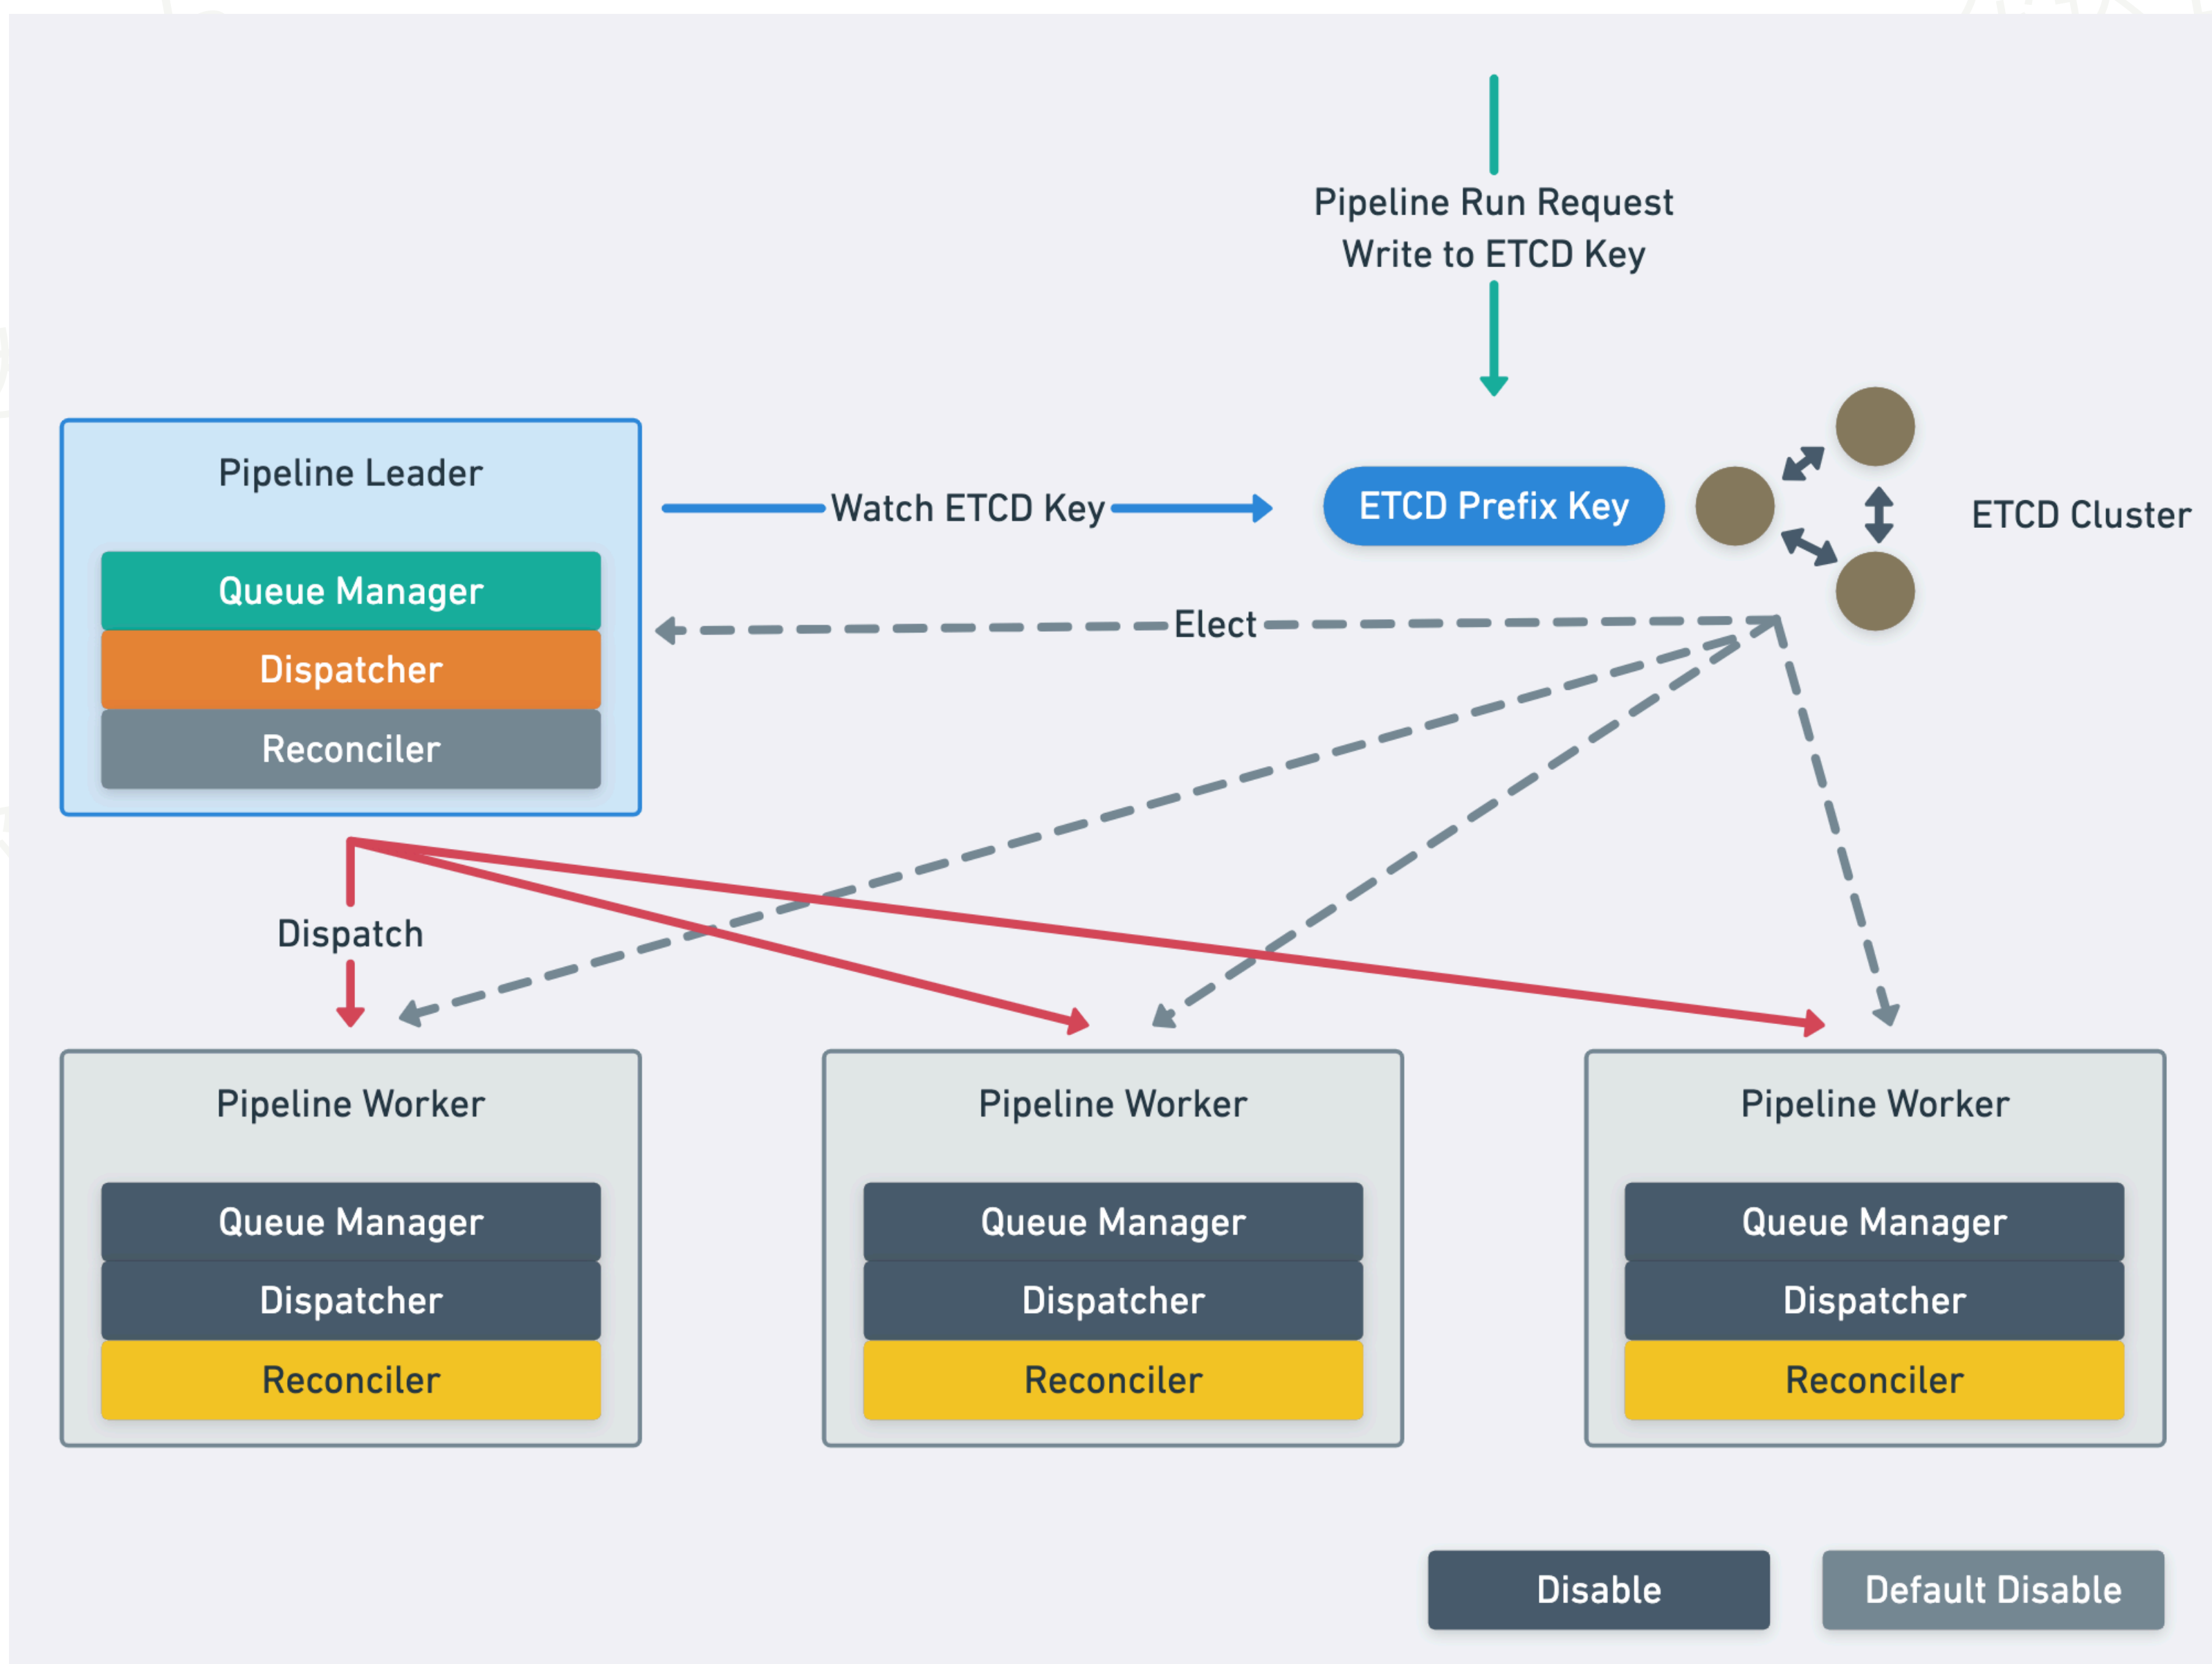 Pipeline Run Request
Write to ETCD Key
Pipeline Leader
Queue Manager
Dispatcher
Reconciler
Watch ETCD Key
ETCD Prefix Key
ETCD Cluster
Elect
Dispatch
Pipeline Worker
Queue Manager
Dispatcher
Reconciler
Pipeline Worker
Queue Manager
Dispatcher
Reconciler
Pipeline Worker
Queue Manager
Dispatcher
Reconciler
Disable
Default Disable